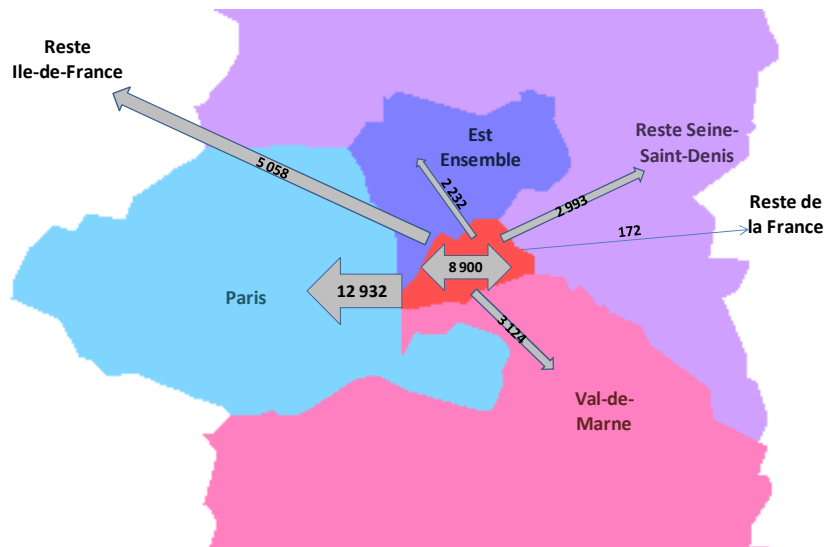 Reste
Ile-de-France
Est
Ensemble
Reste Seine-
Saint-Denis
Reste de
la France
5 058
2 232
2 993
172
8 900
12 932
Paris
3 124
Val-de-
Marne